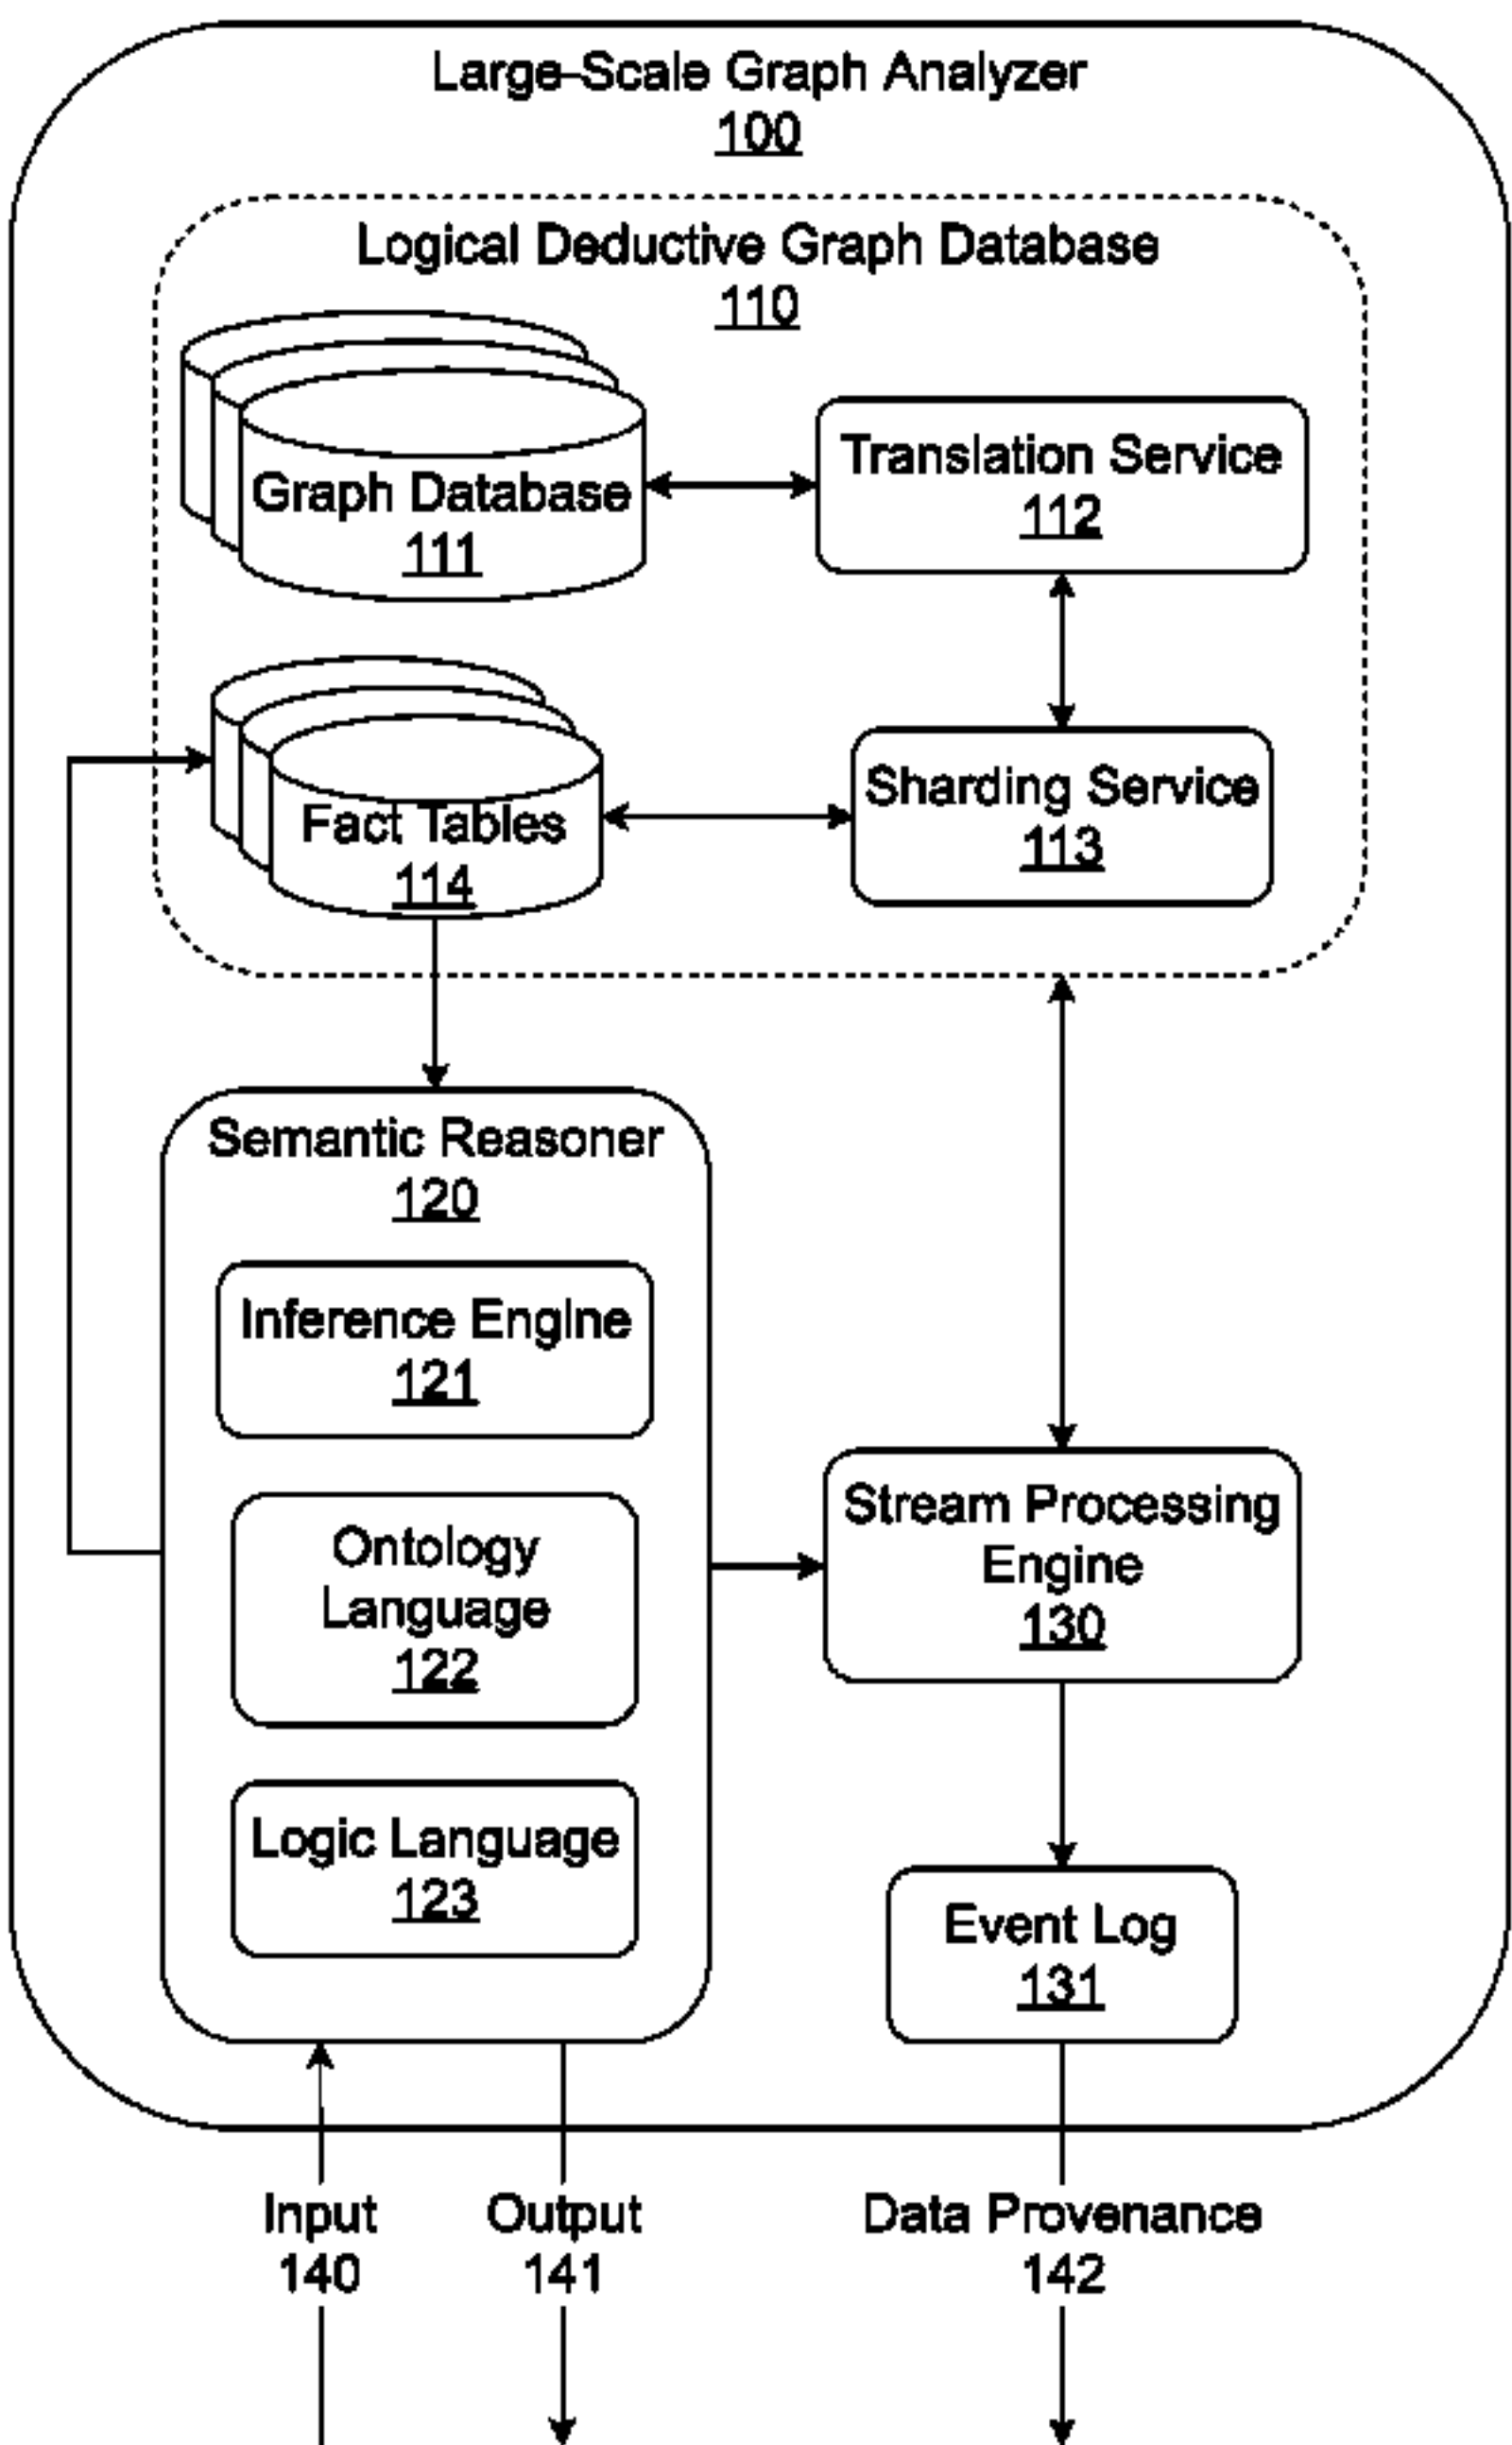 Large-Scale Graph Analyzer
100
Logical Deductive Graph Database
110
Graph Database
111
Translation Service
112
Fact Tables
114
Sharding Service
113
Semantic Reasoner
120
Inference Engine
121
Ontology
Language
122
Logic Language
123
Stream Processing
Engine
130
Event Log
131
Input
140
Output
141
Data Provenance
142